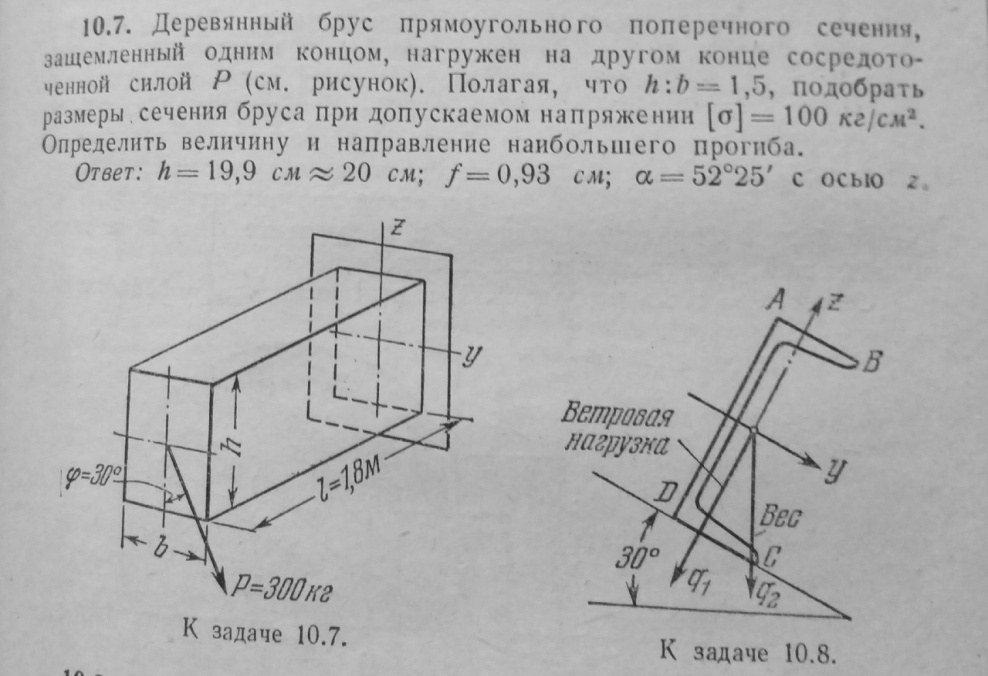 10.7. Деревянный брус прямоугольного поперечного сечения,
защемленный одним концом, нагружен на другом конце сосредото-
ченной силой P (см. рисунок). Полагая, что h:b = 1,5, подобрать
размеры сечения бруса при допускаемом напряжении [σ] = 100 кг/см².
Определить величину и направление наибольшего прогиба.
Ответ: h = 19,9 см ≈ 20 см; f = 0,93 см; α = 52°25′ с осью z.
z
y
h
φ=30°
l=1,8м
b
P=300кг
К задаче 10.7.
A
z
B
Ветровая
нагрузка
y
D
Вес
30°
C
q₁
q₂
К задаче 10.8.